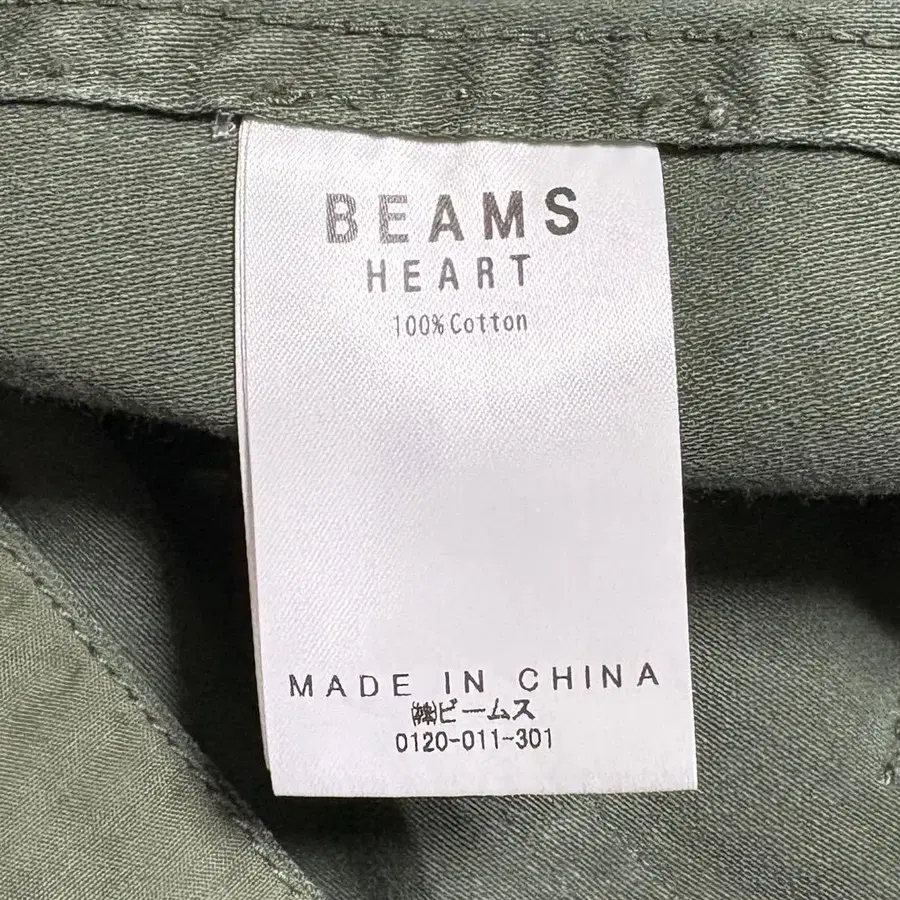 BEAMS
HEART
100% Cotton
MADE IN CHINA
㈱ビームス
0120-011-301